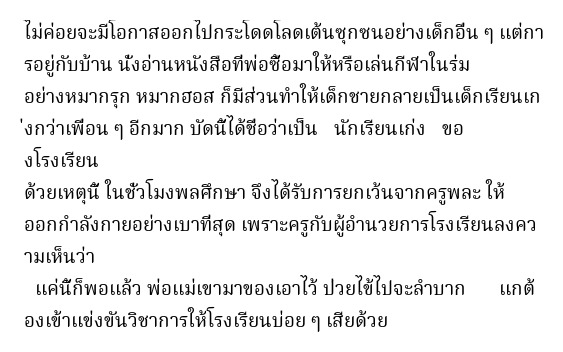 ไม่ค่อยจะมีโอกาสออกไปกระโดดโลดเต้นซุกซนอย่างเด็กอื่น ๆ แต่กา
รอยู่กับบ้าน นั่งอ่านหนังสือที่พ่อซื้อมาให้หรือเล่นกีฬาในร่ม
อย่างหมากรุก หมากฮอส ก็มีส่วนทำให้เด็กชายกลายเป็นเด็กเรียนเก
่งกว่าเพื่อน ๆ อีกมาก บัดนี้ได้ชื่อว่าเป็น นักเรียนเก่ง ขอ
งโรงเรียน
ด้วยเหตุนี้ ในชั่วโมงพลศึกษา จึงได้รับการยกเว้นจากครูพละ ให้
ออกกำลังกายอย่างเบาที่สุด เพราะครูกับผู้อำนวยการโรงเรียนลงคว
ามเห็นว่า
แค่นี้ก็พอแล้ว พ่อแม่เขามาของเอาไว้ ป่วยไข้ไปจะลำบาก แกต้
องเข้าแข่งขันวิชาการให้โรงเรียนบ่อย ๆ เสียด้วย